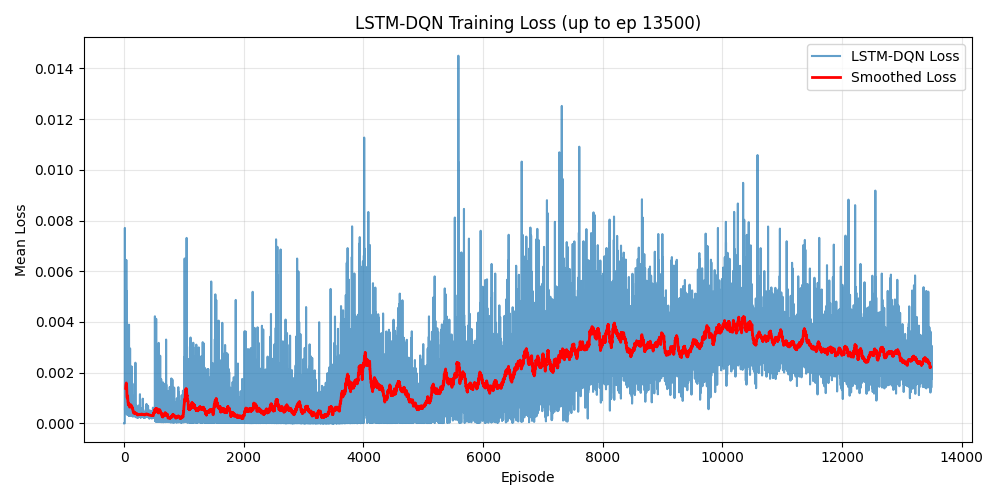 LSTM-DQN Training Loss (up to ep 13500)
LSTM-DQN Loss
Smoothed Loss
Mean Loss
0.014
0.012
0.010
0.008
0.006
0.004
0.002
0.000
0 2000 4000 6000 8000 10000 12000 14000
Episode